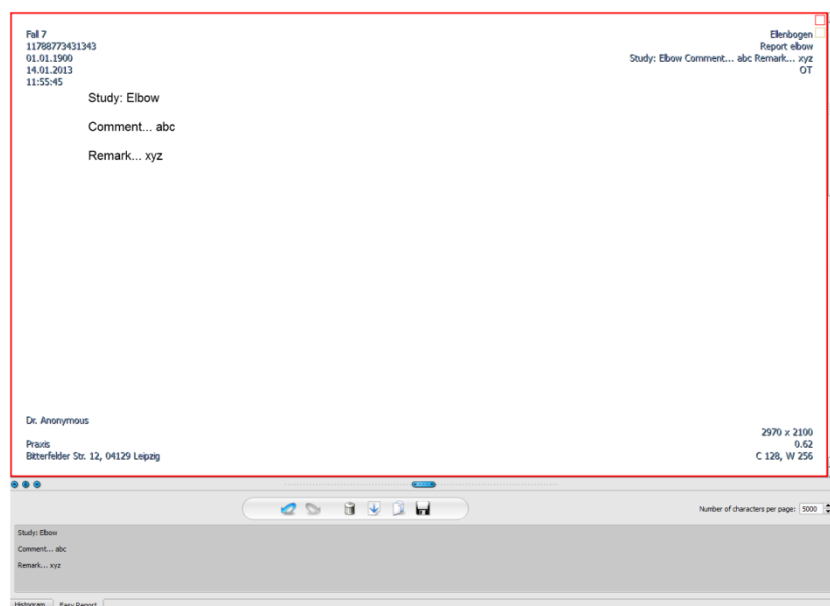 Fall 7
11788773431343
01.01.1900
14.01.2013
11:55:45
Ellenbogen
Report elbow
Study: Elbow Comment... abc Remark... xyz
OT
Study: Elbow
Comment... abc
Remark... xyz
Dr. Anonymous
Praxis
Bitterfelder Str. 12, 04129 Leipzig
2970 x 2100
0.62
C 128, W 256
Number of characters per page: 5000
Study: Elbow
Comment... abc
Remark... xyz
Histogram
Easy Report